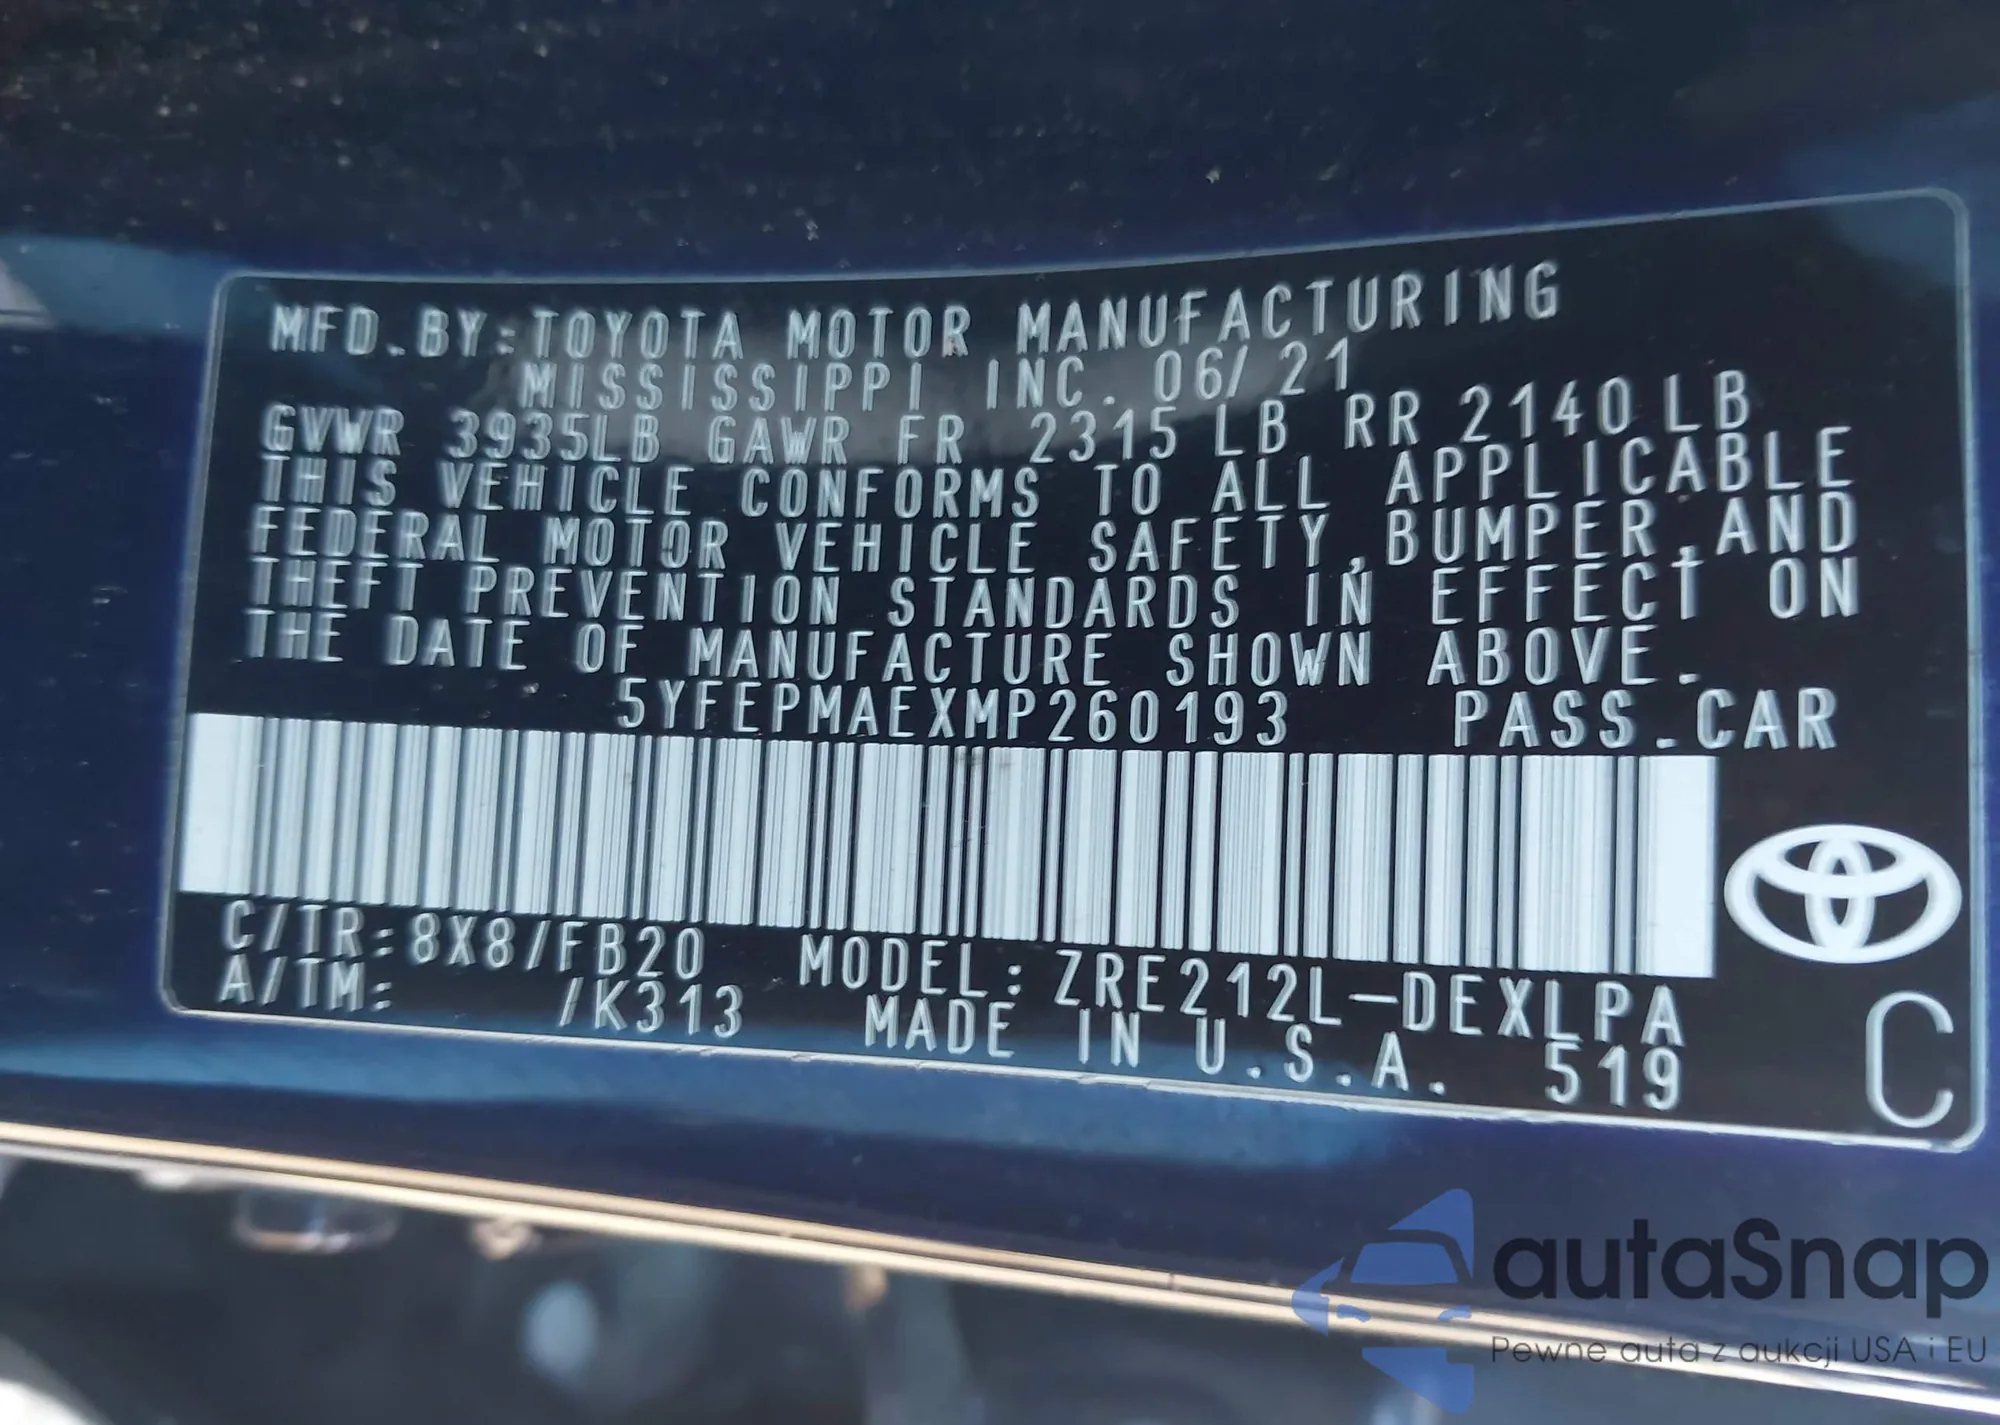 MFD.BY:TOYOTA MOTOR MANUFACTURING
MISSISSIPPI INC. 06/21
GVWR 3935LB GAWR FR 2315 LB RR 2140 LB
THIS VEHICLE CONFORMS TO ALL APPLICABLE
FEDERAL MOTOR VEHICLE SAFETY,BUMPER,AND
THEFT PREVENTION STANDARDS IN EFFECT ON
THE DATE OF MANUFACTURE SHOWN ABOVE.
5YFEPMAEXMP260193 PASS.CAR
C/TR:8X8/FB20 MODEL:ZRE212L-DEXLPA
A/TM: /K313 MADE IN U.S.A. 519
C
autaSnap
Pewne auta z aukcji USA i EU